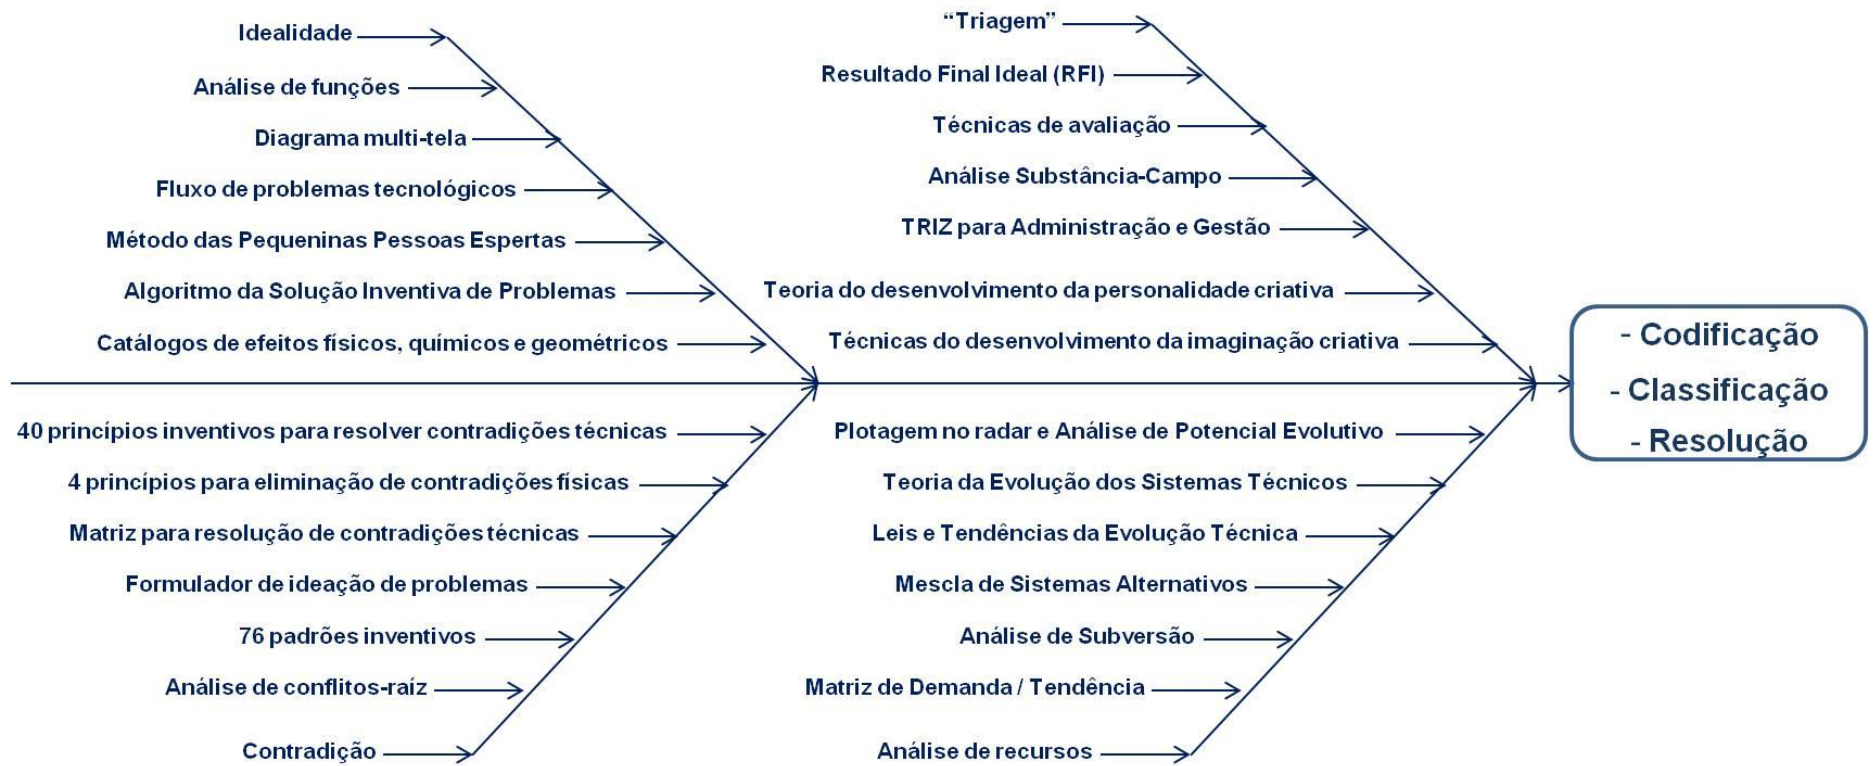 Idealidade
Análise de funções
Diagrama multi-tela
Fluxo de problemas tecnológicos
Método das Pequeninas Pessoas Espertas
Algoritmo da Solução Inventiva de Problemas
Catálogos de efeitos físicos, químicos e geométricos
“Triagem”
Resultado Final Ideal (RFI)
Técnicas de avaliação
Análise Substância-Campo
TRIZ para Administração e Gestão
Teoria do desenvolvimento da personalidade criativa
Técnicas do desenvolvimento da imaginação criativa
40 princípios inventivos para resolver contradições técnicas
4 princípios para eliminação de contradições físicas
Matriz para resolução de contradições técnicas
Formulador de ideação de problemas
76 padrões inventivos
Análise de conflitos-raíz
Contradição
Plotagem no radar e Análise de Potencial Evolutivo
Teoria da Evolução dos Sistemas Técnicos
Leis e Tendências da Evolução Técnica
Mescla de Sistemas Alternativos
Análise de Subversão
Matriz de Demanda / Tendência
Análise de recursos
- Codificação
- Classificação
- Resolução